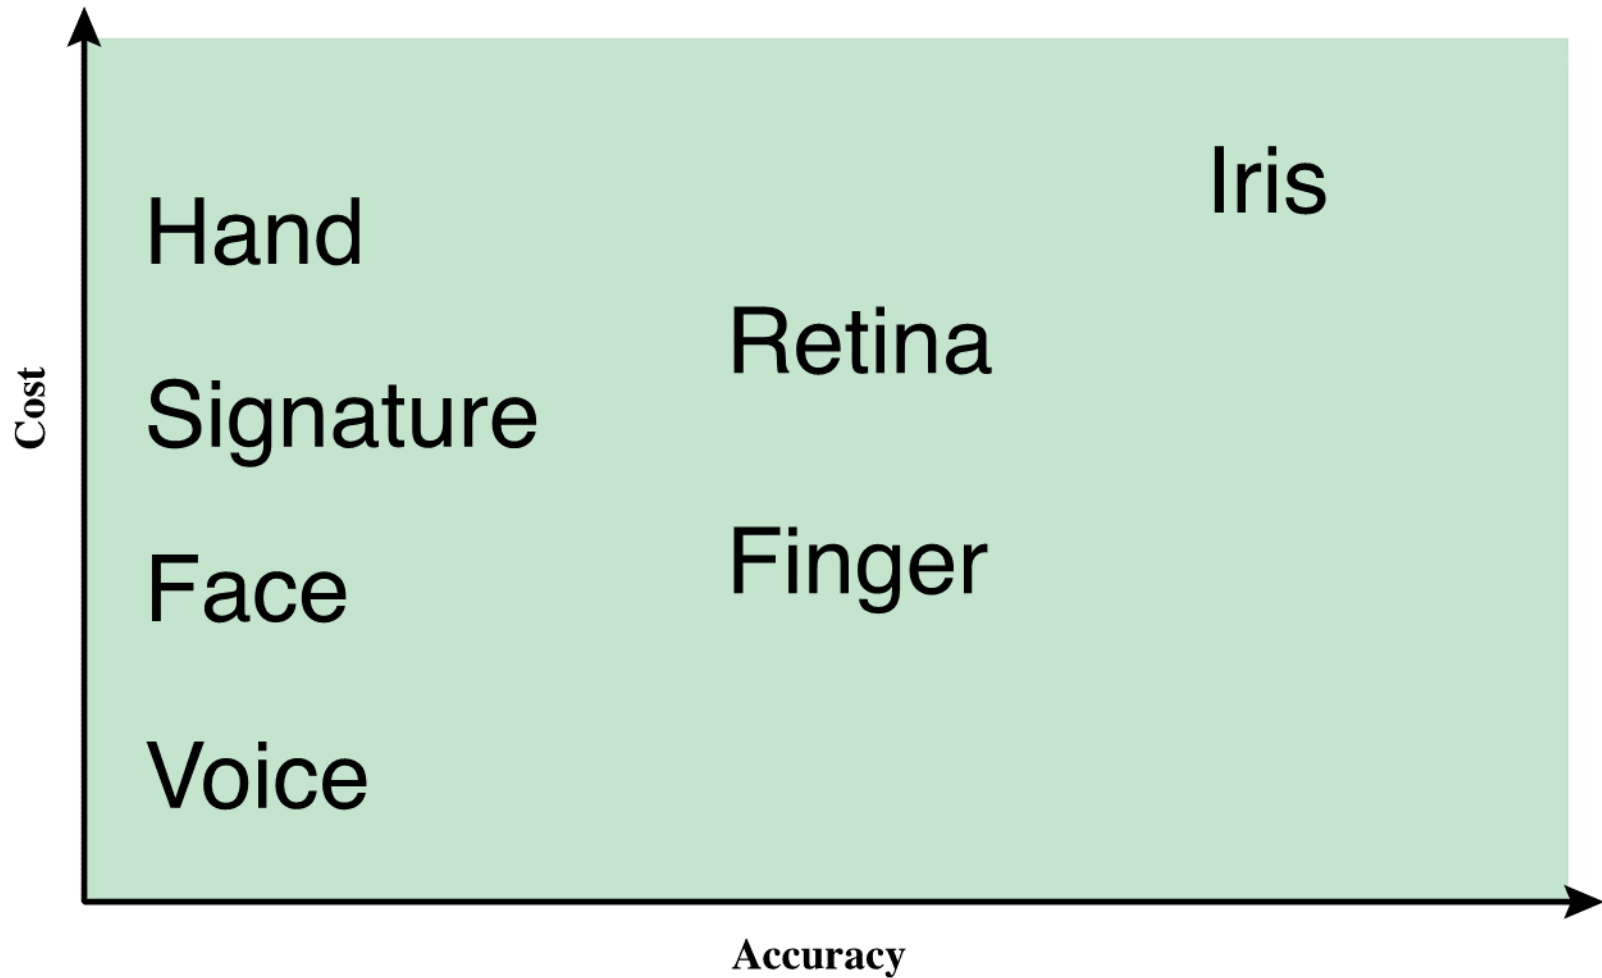 Iris
Hand
Retina
Signature
Finger
Face
Voice
Cost
Accuracy